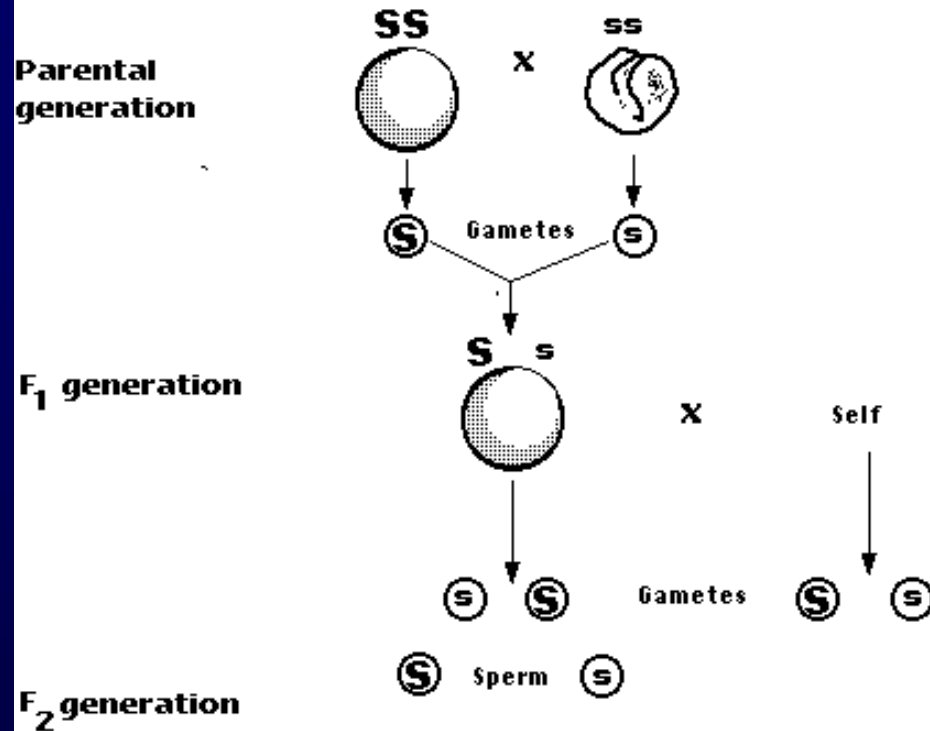 SS ss
Parental x
generation
S Gametes s
S s
F1 generation x Self
s S Gametes S s
S Sperm s
F2 generation